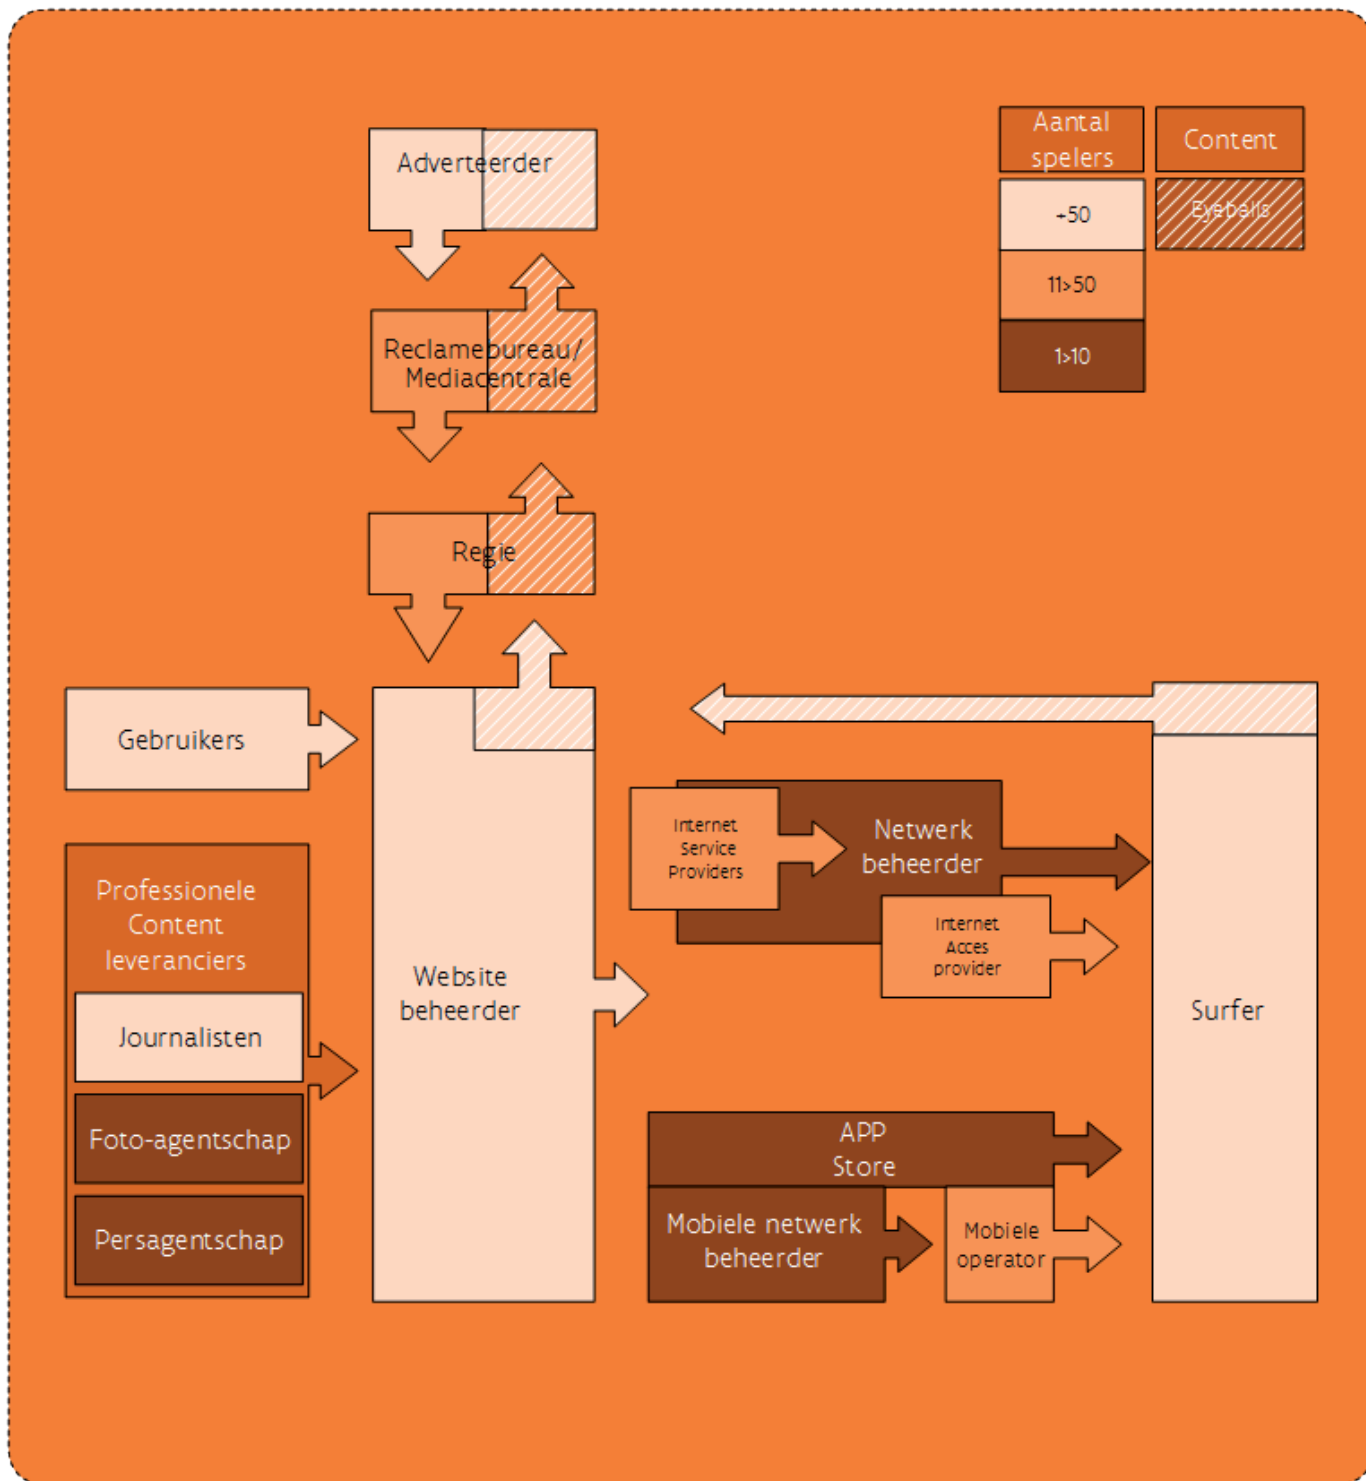 Aantal
spelers
Content
+50
Eyeballs
11>50
1>10
Adverteerder
Reclamebureau/
Mediacentrale
Regie
Gebruikers
Professionele
Content
leveranciers
Journalisten
Foto-agentschap
Persagentschap
Website
beheerder
Internet
Service
Providers
Netwerk
beheerder
Internet
Acces
provider
APP
Store
Mobiele netwerk
beheerder
Mobiele
operator
Surfer